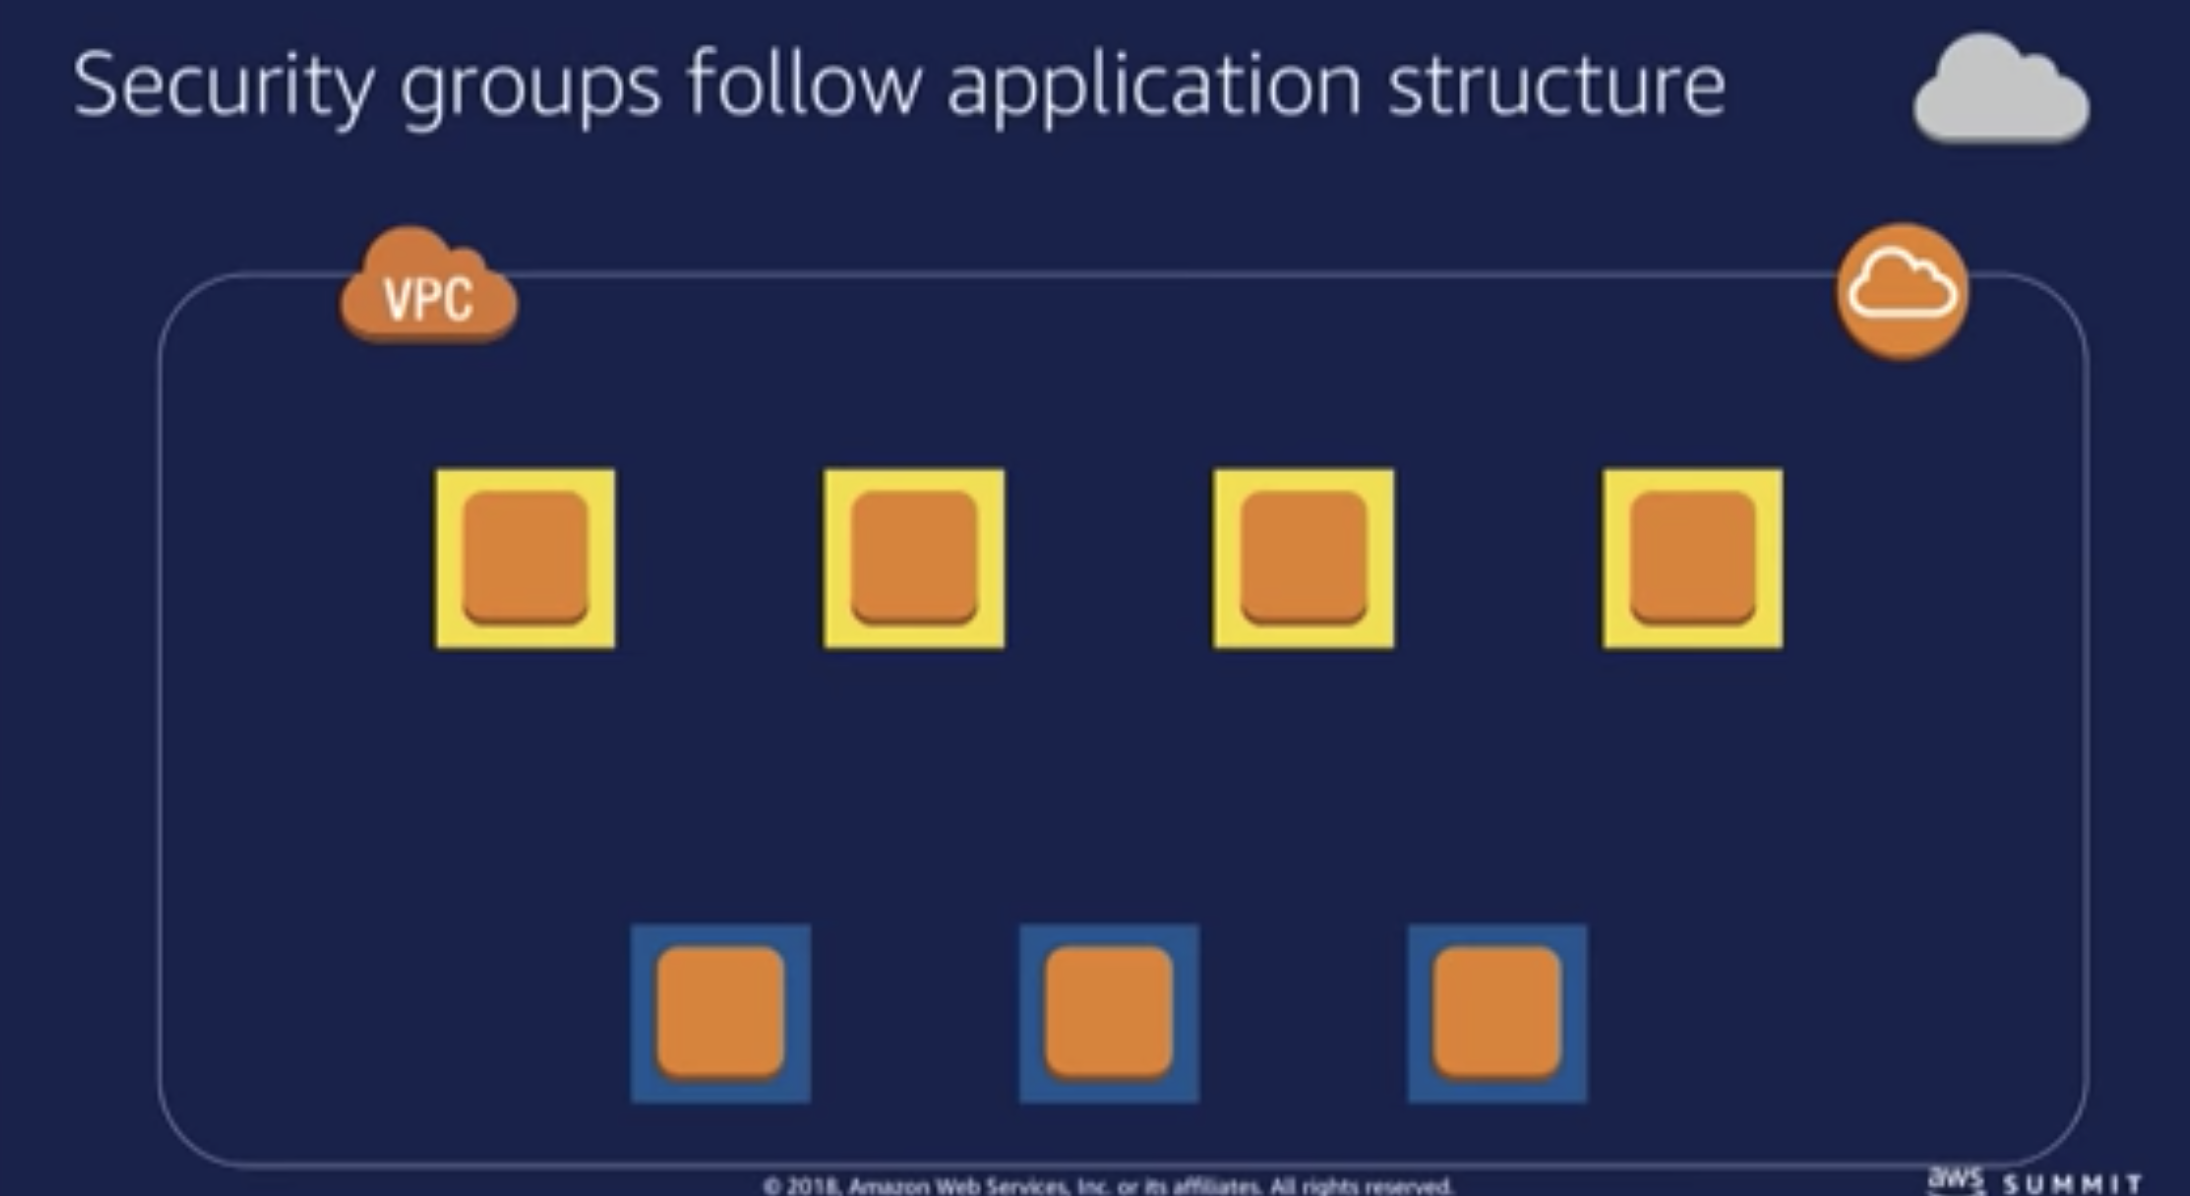 Security groups follow application structure
VPC
© 2018, Amazon Web Services, Inc. or its affiliates. All rights reserved.
aws SUMMIT